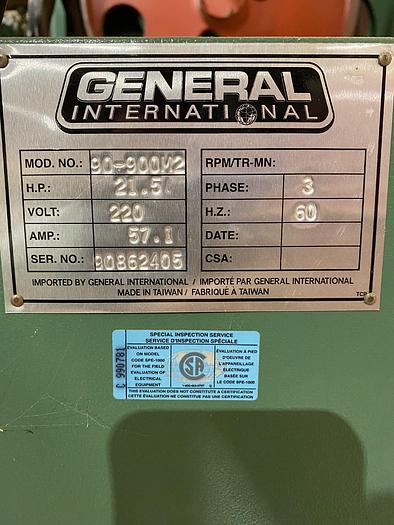 GENERAL
INTERNATIONAL
MOD. NO.: 90-900M2 RPM/TR-MN:
H.P.: 21.5 PHASE: 3
VOLT: 220 H.Z.: 60
AMP.: 57.1 DATE:
SER. NO.: 90862405 CSA:
IMPORTED BY GENERAL INTERNATIONAL / IMPORTÉ PAR GENERAL INTERNATIONAL
MADE IN TAIWAN / FABRIQUÉ A TAIWAN
TCP
SPECIAL INSPECTION SERVICE
SERVICE D'INSPECTION SPÉCIALE
C 990781
EVALUATION BASED
ON MODEL
CODE SPE-1000
FOR THE FIELD
EVALUATION OF
ELECTRICAL
EQUIPMENT
ÉVALUATION À PIED
D'OEUVRE DE
L'APPAREILLAGE
ÉLECTRIQUE
BASÉE SUR
LE CODE SPE-1000
THIS EVALUATION DOES NOT CONSTITUTE A CERTIFICATION
CETTE ÉVALUATION NE CONSTITUE PAS UNE CERTIFICATION